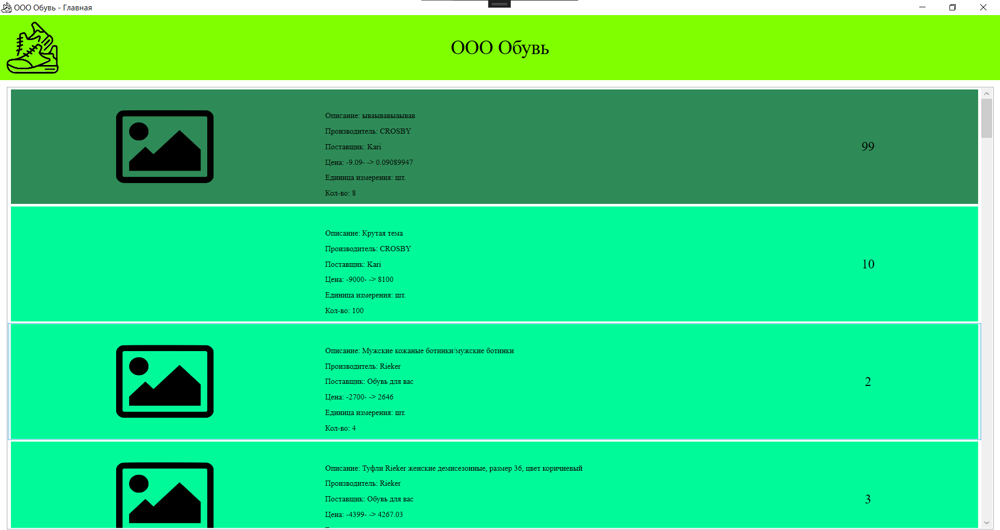 ООО Обувь - Главная
ООО Обувь
Описание: ываывавыаывав
Производитель: CROSBY
Поставщик: Kari
Цена: -9.09- -> 0.09089947
Единица измерения: шт.
Кол-во: 8
99
Описание: Крутая тема
Производитель: CROSBY
Поставщик: Kari
Цена: -9000- -> 8100
Единица измерения: шт.
Кол-во: 100
10
Описание: Мужские кожаные ботинки/мужские ботинки
Производитель: Rieker
Поставщик: Обувь для вас
Цена: -2700- -> 2646
Единица измерения: шт.
Кол-во: 4
2
Описание: Туфли Rieker женские демисезонные, размер 36, цвет коричневый
Производитель: Rieker
Поставщик: Обувь для вас
Цена: -4399- -> 4267.03
3